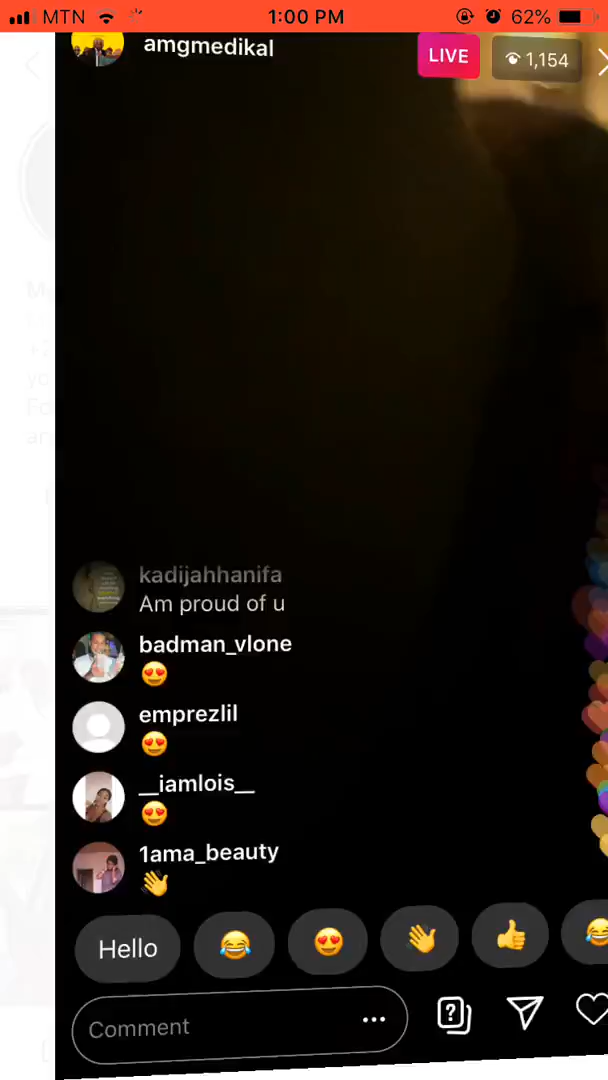 MTN 1:00 PM 62%
amgmedikal LIVE 1,154
kadijahhanifa
Am proud of u
badman_vlone
😍
emprezlil
😍
__iamlois__
😍
1ama_beauty
👋
Hello 😂 😍 👋 👍 😂
Comment